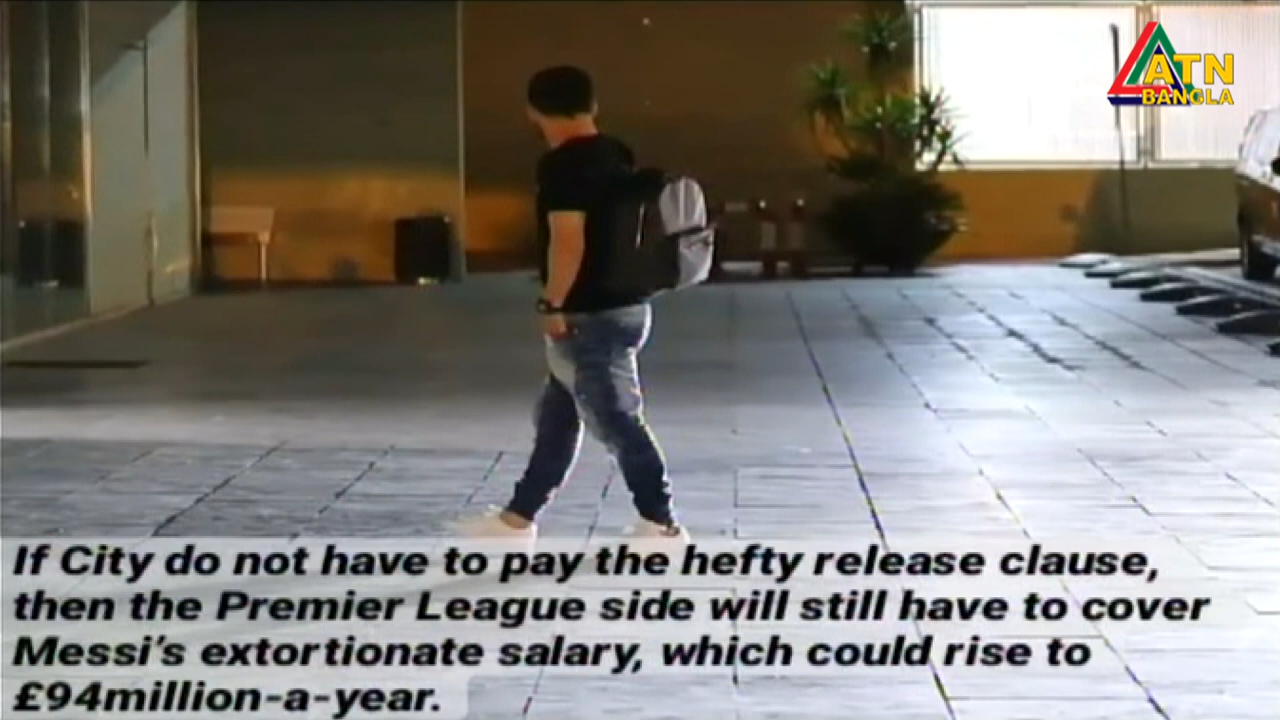 ATN
BANGLA
If City do not have to pay the hefty release clause,
then the Premier League side will still have to cover
Messi's extortionate salary, which could rise to
£94million-a-year.